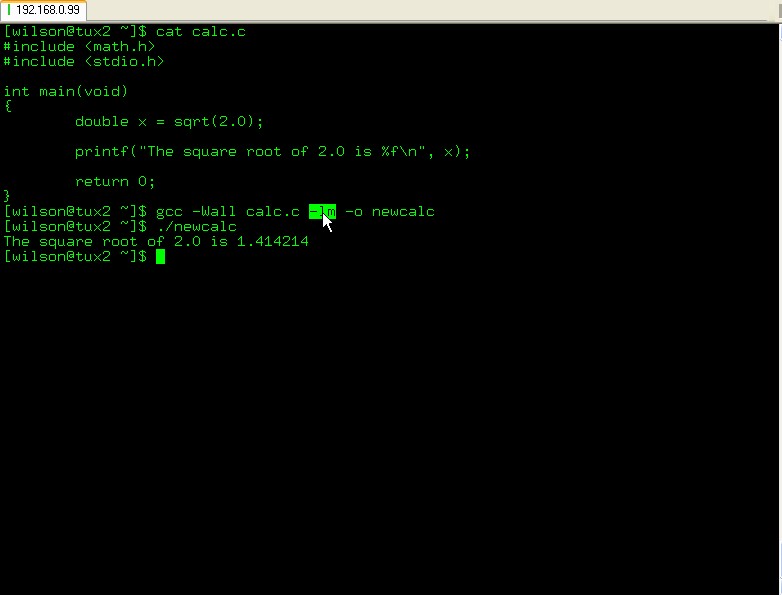 192.168.0.99
[wilson@tux2 ~]$ cat calc.c
#include <math.h>
#include <stdio.h>
int main(void)
{
double x = sqrt(2.0);
printf("The square root of 2.0 is %f\n", x);
return 0;
}
[wilson@tux2 ~]$ gcc -Wall calc.c -lm -o newcalc
[wilson@tux2 ~]$ ./newcalc
The square root of 2.0 is 1.414214
[wilson@tux2 ~]$